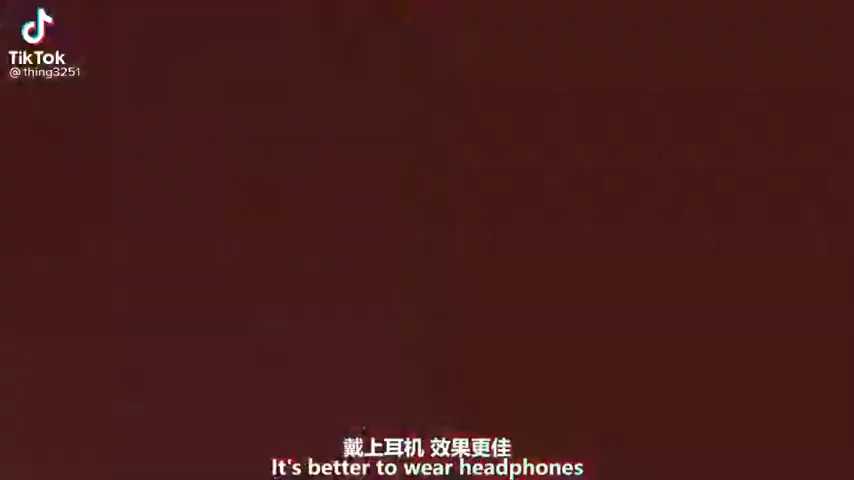 TikTok
@thing3251
戴上耳机 效果更佳
It's better to wear headphones